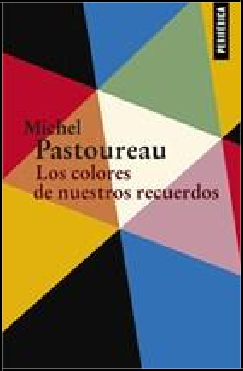 PERIFÉRICA
Michel
Pastoureau
Los colores
de nuestros recuerdos